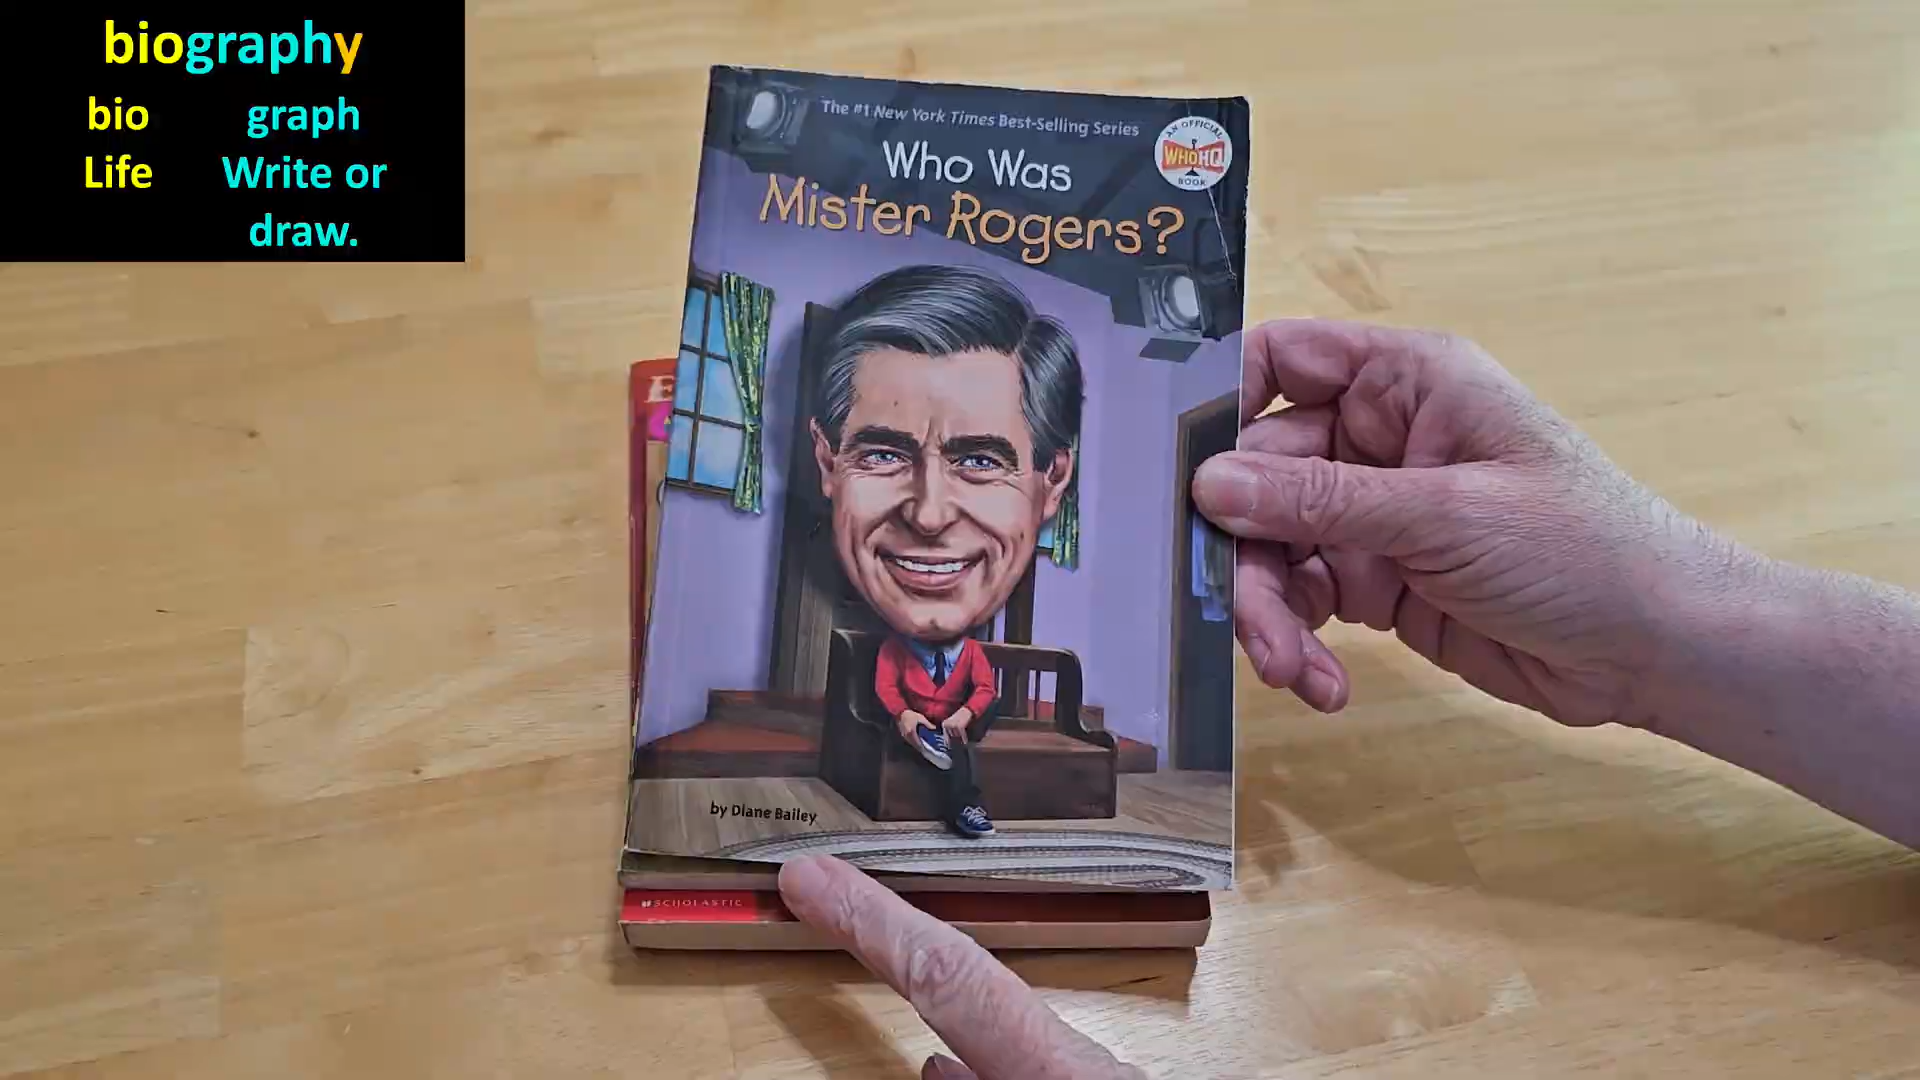 biography
bio graph
Life Write or
draw.
The #1 New York Times Best-Selling Series
Who Was
Mister Rogers?
AN OFFICIAL
WHOHQ
BOOK
by Diane Bailey
E
SCHOLASTIC